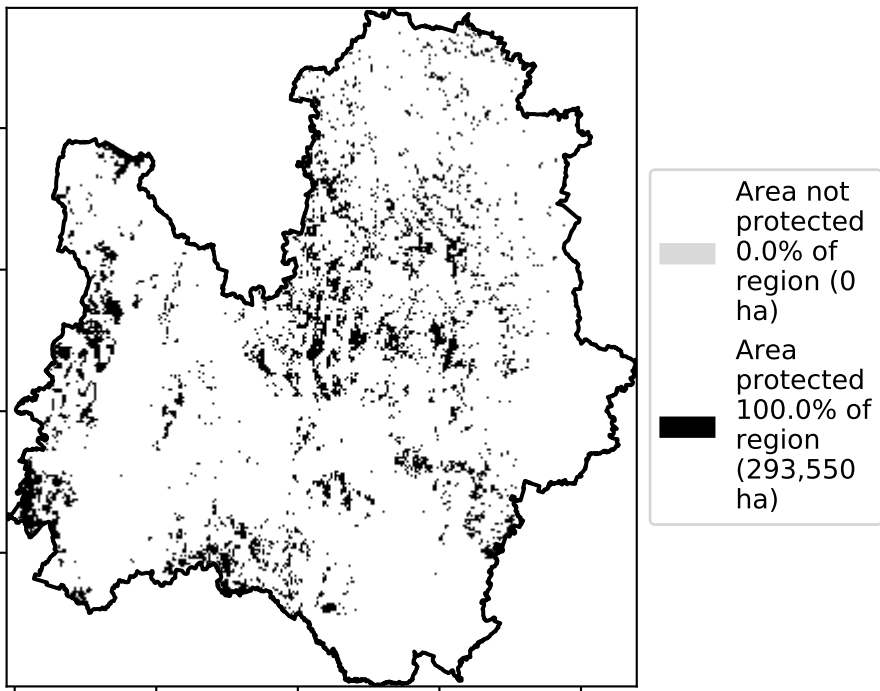 Area not
protected
0.0% of
region (0
ha)
Area
protected
100.0% of
region
(293,550
ha)